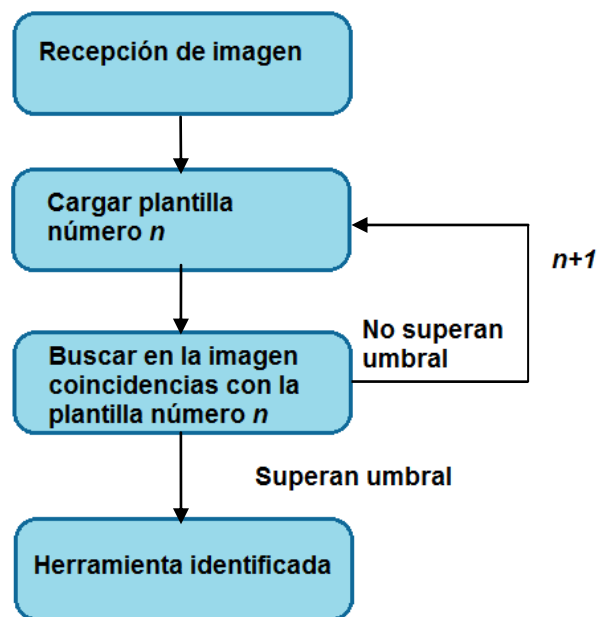 Recepción de imagen
Cargar plantilla
número n
n+1
No superan
umbral
Buscar en la imagen
coincidencias con la
plantilla número n
Superan umbral
Herramienta identificada